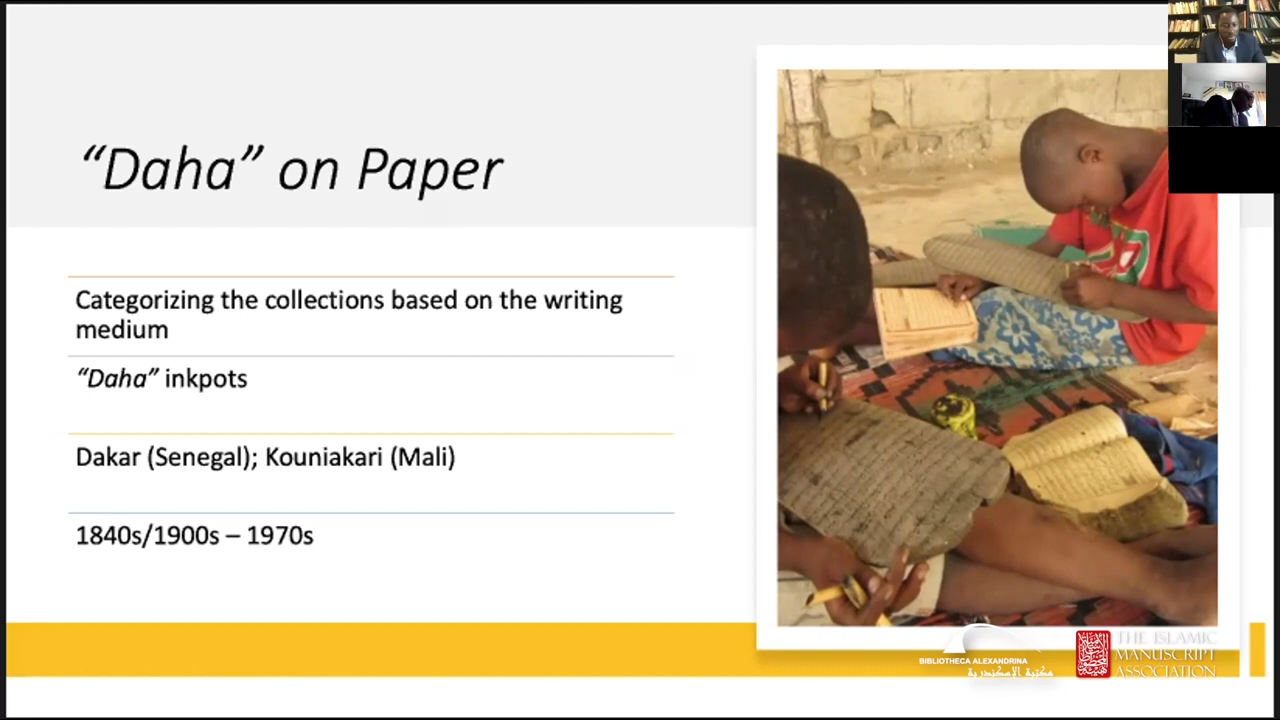 “Daha” on Paper
Categorizing the collections based on the writing
medium
“Daha” inkpots
Dakar (Senegal); Kouniakari (Mali)
1840s/1900s – 1970s
BIBLIOTHECA ALEXANDRINA
مكتبة الإسكندرية
THE ISLAMIC
MANUSCRIPT
ASSOCIATION